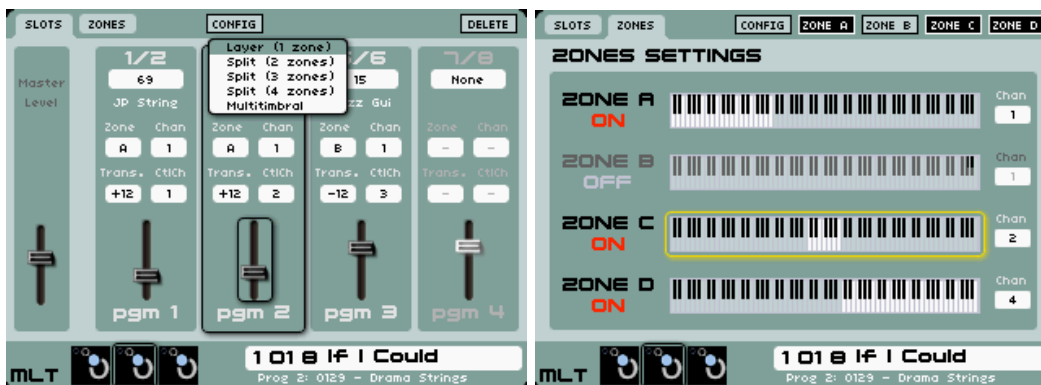 SLOTS ZONES CONFIG DELETE
Layer (1 zone)
Split (2 zones)
Split (3 zones)
Split (4 zones)
Multitimbral
Master
Level
1/2 /6 7/8
69 15 None
JP String zz Gui
Zone Chan Zone Chan Zone Chan Zone Chan
A 1 A 1 B 1 - -
Trans. CtlCh Trans. CtlCh Trans. CtlCh Trans. CtlCh
+12 1 +12 2 -12 3 - -
pgm 1 pgm 2 pgm 3 pgm 4
MLT 1 01 8 If I Could
Prog 2: 0129 - Drama Strings
SLOTS ZONES CONFIG ZONE A ZONE B ZONE C ZONE D
ZONES SETTINGS
ZONE A ON Chan 1
ZONE B OFF Chan 1
ZONE C ON Chan 2
ZONE D ON Chan 4
MLT 1 01 8 If I Could
Prog 2: 0129 - Drama Strings